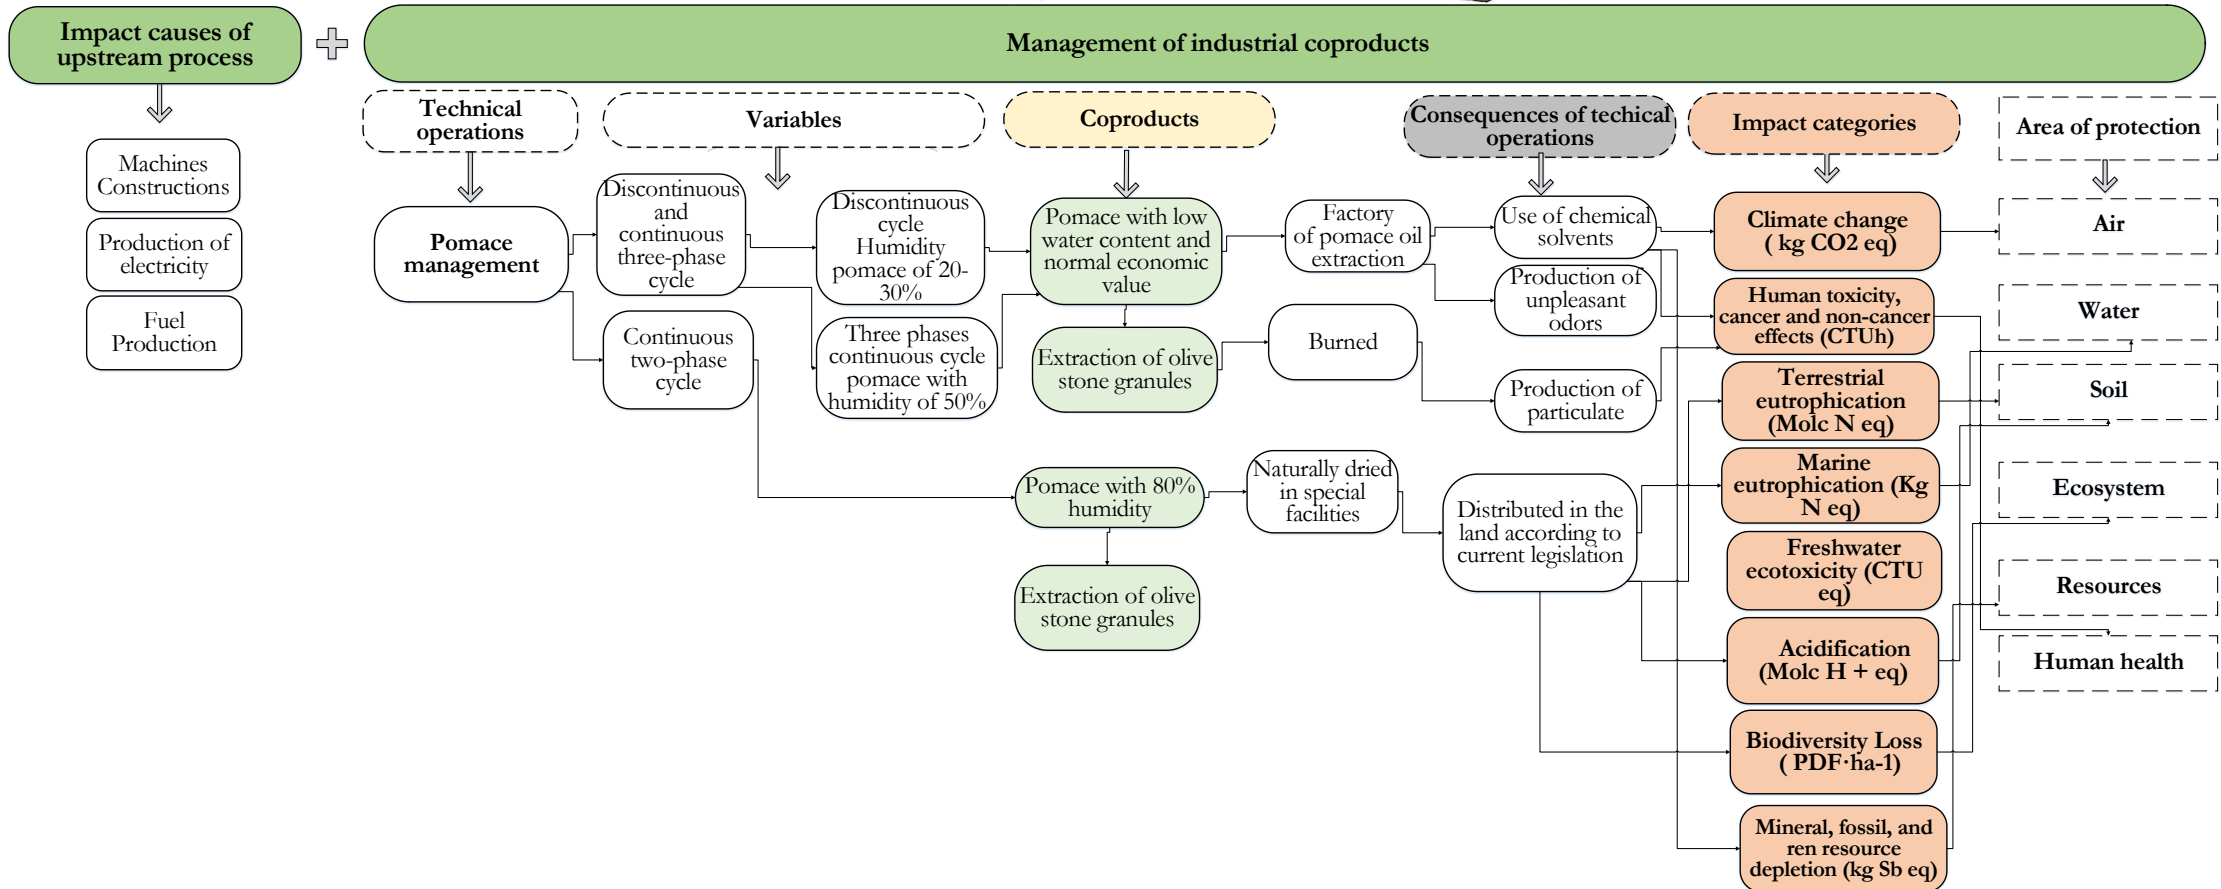 Impact causes of
upstream process
Management of industrial coproducts
Machines
Constructions
Production of
electricity
Fuel
Production
Technical
operations
Variables
Coproducts
Consequences of techical
operations
Impact categories
Area of protection
Pomace
management
Discontinuous
and
continuous
three-phase
cycle
Continuous
two-phase
cycle
Discontinuous
cycle
Humidity
pomace of 20-
30%
Three phases
continuous cycle
pomace with
humidity of 50%
Pomace with low
water content and
normal economic
value
Extraction of olive
stone granules
Pomace with 80%
humidity
Extraction of olive
stone granules
Factory
of pomace oil
extraction
Burned
Naturally dried
in special
facilities
Use of chemical
solvents
Production of
unpleasant
odors
Production of
particulate
Distributed in the
land according to
current legislation
Climate change
( kg CO2 eq)
Human toxicity,
cancer and non-cancer
effects (CTUh)
Terrestrial
eutrophication
(Molc N eq)
Marine
eutrophication (Kg
N eq)
Freshwater
ecotoxicity (CTU
eq)
Acidification
(Molc H + eq)
Biodiversity Loss
( PDF·ha-1)
Mineral, fossil, and
ren resource
depletion (kg Sb eq)
Air
Water
Soil
Ecosystem
Resources
Human health